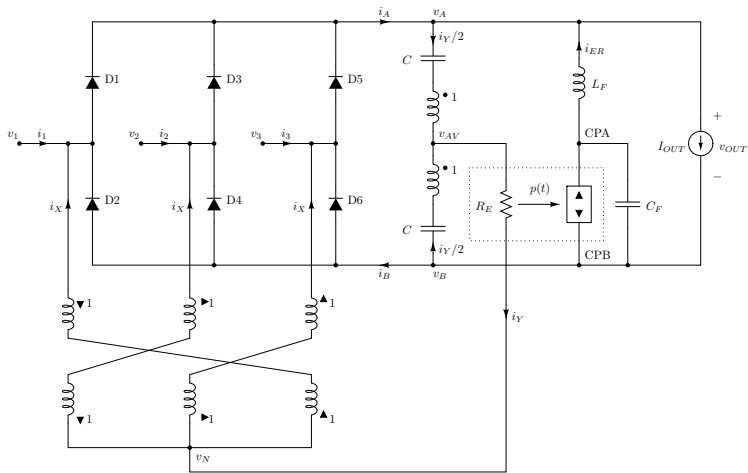 i_A v_A
i_Y/2 i_ER
C
D1 D3 D5
1 L_F
v_1 i_1 v_2 i_2 v_3 i_3 v_AV CPA I_OUT + v_OUT −
1 p(t)
D2 D4 D6
i_X i_X i_X R_E C_F
C i_Y/2
i_B v_B CPB
1 1 1
i_Y
1 1 1
v_N